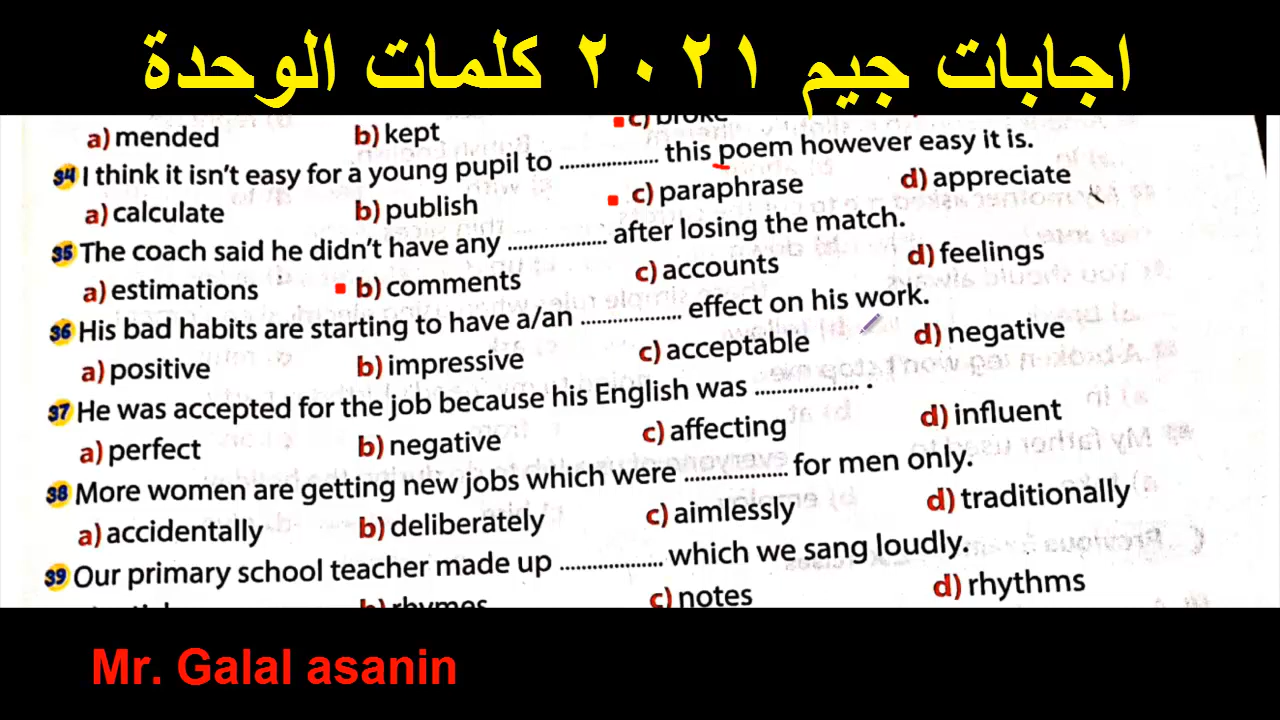 اجابات جيم ٢٠٢١ كلمات الوحدة
a) mended b) kept c) broke
34 I think it isn't easy for a young pupil to .................. this poem however easy it is.
a) calculate b) publish c) paraphrase d) appreciate
35 The coach said he didn't have any .................. after losing the match.
a) estimations b) comments c) accounts d) feelings
36 His bad habits are starting to have a/an .................. effect on his work.
a) positive b) impressive c) acceptable d) negative
37 He was accepted for the job because his English was .................. .
a) perfect b) negative c) affecting d) influent
38 More women are getting new jobs which were .................. for men only.
a) accidentally b) deliberately c) aimlessly d) traditionally
39 Our primary school teacher made up .................. which we sang loudly.
b) rhymes c) notes d) rhythms
Mr. Galal asanin